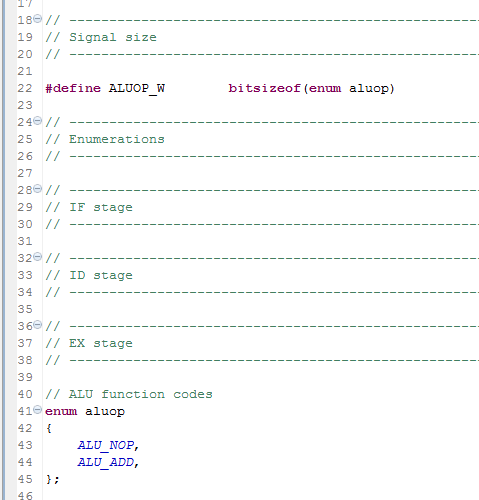 17
18 // ---------------------------------------------------
19 // Signal size
20 // ---------------------------------------------------
21
22 #define ALUOP_W        bitsizeof(enum aluop)
23
24 // ---------------------------------------------------
25 // Enumerations
26 // ---------------------------------------------------
27
28 // ---------------------------------------------------
29 // IF stage
30 // ---------------------------------------------------
31
32 // ---------------------------------------------------
33 // ID stage
34 // ---------------------------------------------------
35
36 // ---------------------------------------------------
37 // EX stage
38 // ---------------------------------------------------
39
40 // ALU function codes
41 enum aluop
42 {
43     ALU_NOP,
44     ALU_ADD,
45 };
46